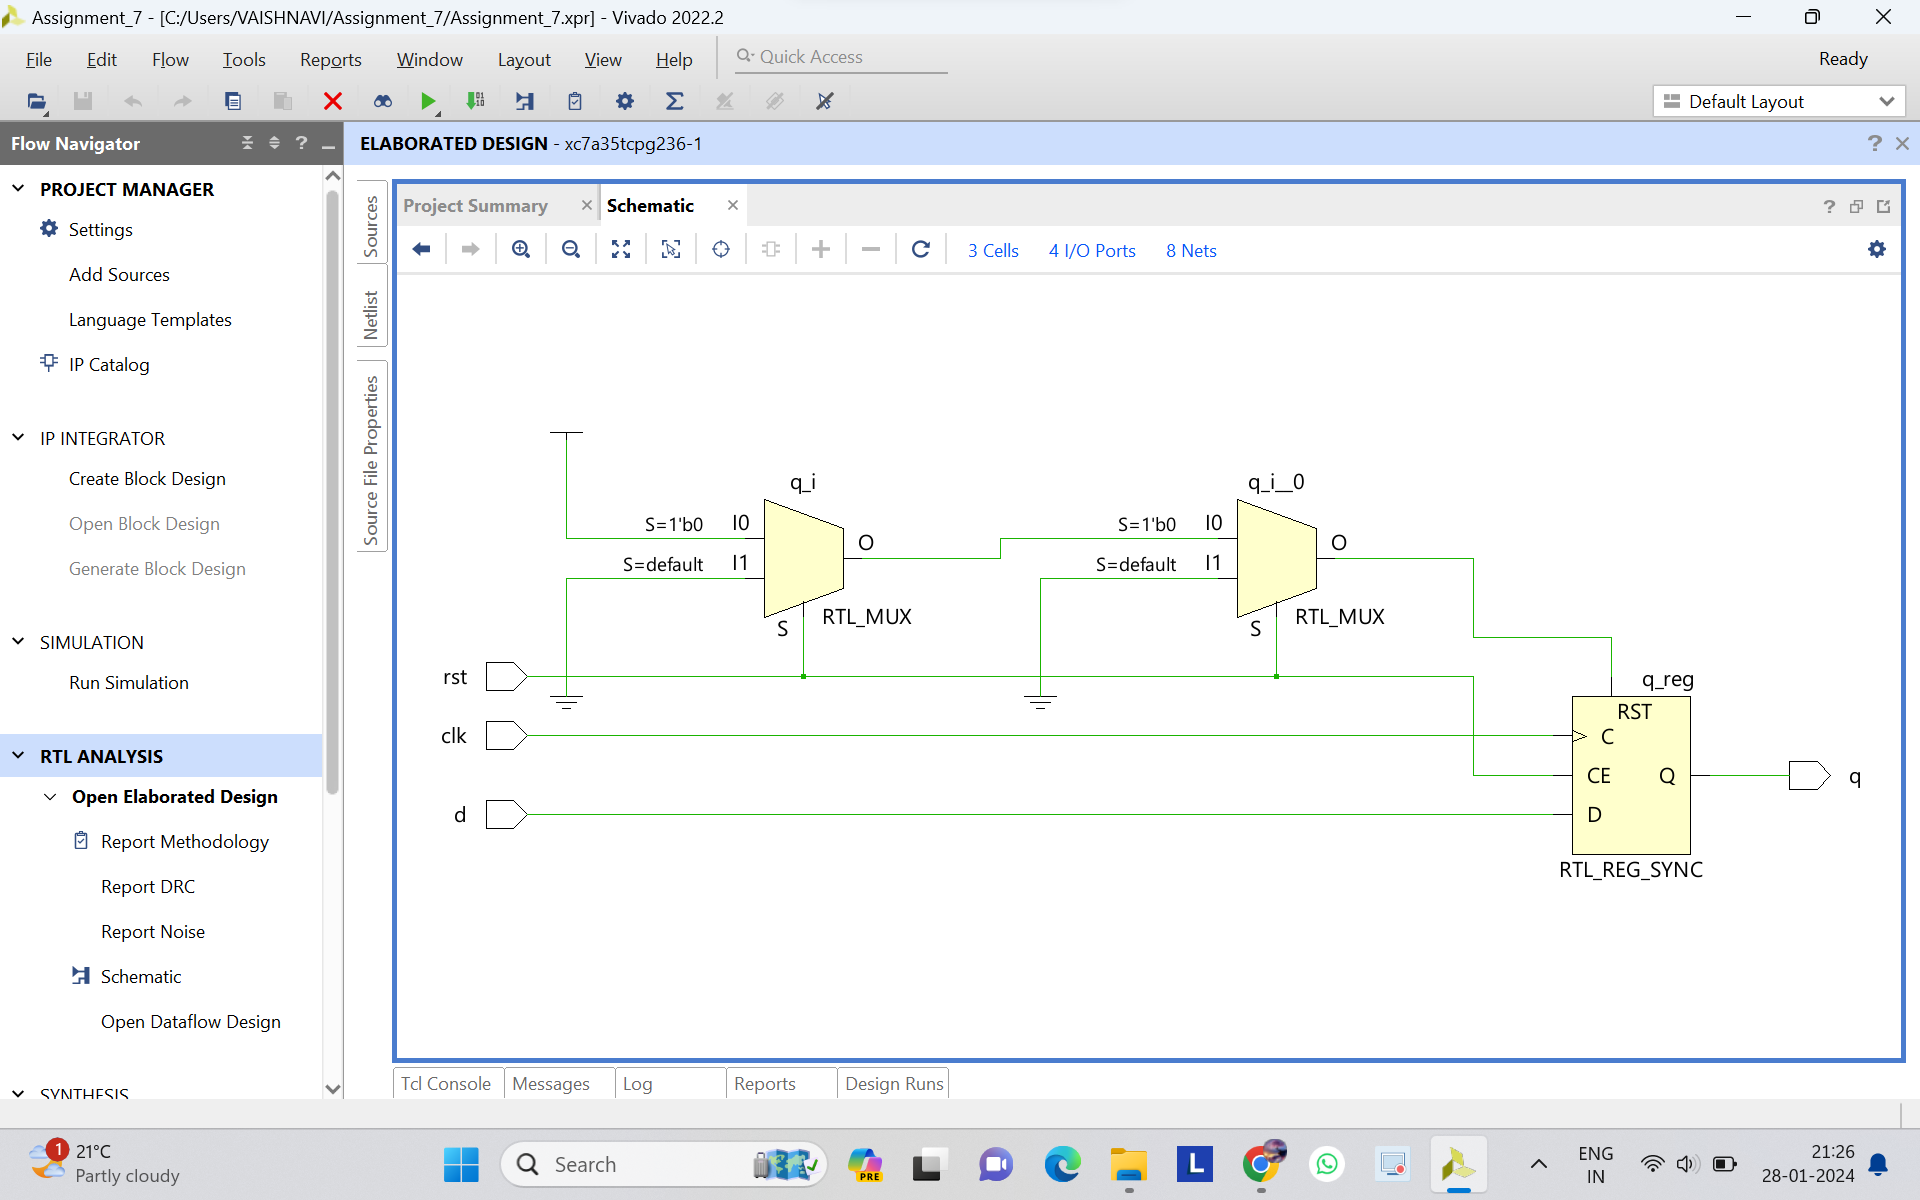 Assignment_7 - [C:/Users/VAISHNAVI/Assignment_7/Assignment_7.xpr] - Vivado 2022.2
File Edit Flow Tools Reports Window Layout View Help Quick Access Ready
Default Layout
Flow Navigator ?
ELABORATED DESIGN - xc7a35tcpg236-1 ?
PROJECT MANAGER
Settings
Add Sources
Language Templates
IP Catalog
IP INTEGRATOR
Create Block Design
Open Block Design
Generate Block Design
SIMULATION
Run Simulation
RTL ANALYSIS
Open Elaborated Design
Report Methodology
Report DRC
Report Noise
Schematic
Open Dataflow Design
SYNTHESIS
Sources
Netlist
Source File Properties
Project Summary Schematic ?
3 Cells 4 I/O Ports 8 Nets
q_i
S=1'b0 I0
S=default I1
O
S
RTL_MUX
q_i__0
S=1'b0 I0
S=default I1
O
S
RTL_MUX
rst
clk
d
q_reg
RST
C
CE Q
D
RTL_REG_SYNC
q
Tcl Console Messages Log Reports Design Runs
1
21°C
Partly cloudy
Search
PRE
L
ENG
IN
21:26
28-01-2024